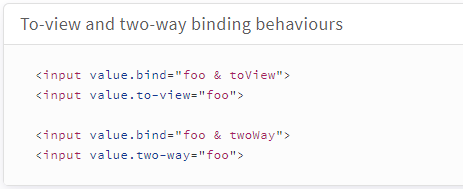 To-view and two-way binding behaviours
<input value.bind="foo & toView">
<input value.to-view="foo">
<input value.bind="foo & twoWay">
<input value.two-way="foo">